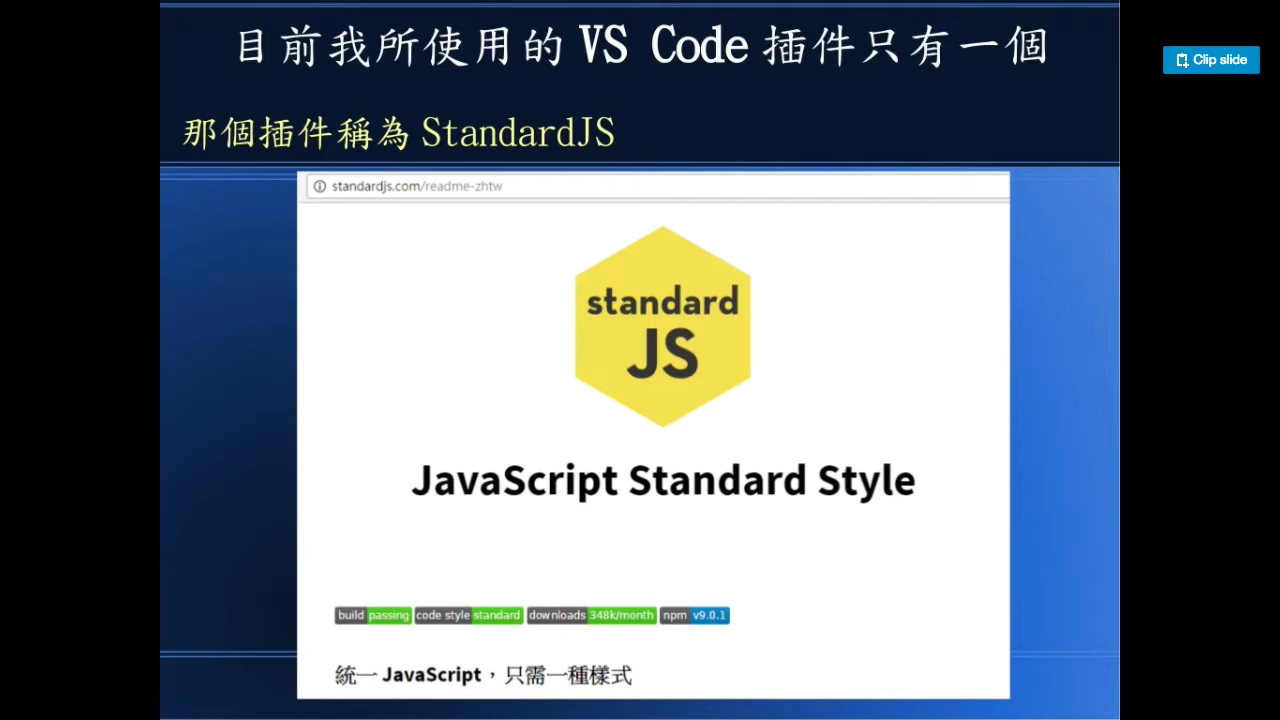 目前我所使用的 VS Code 插件只有一個
Clip slide
那個插件稱為 StandardJS
standardjs.com/readme-zhtw
standard
JS
JavaScript Standard Style
build passing code style standard downloads 348k/month npm v9.0.1
統一 JavaScript，只需一種樣式